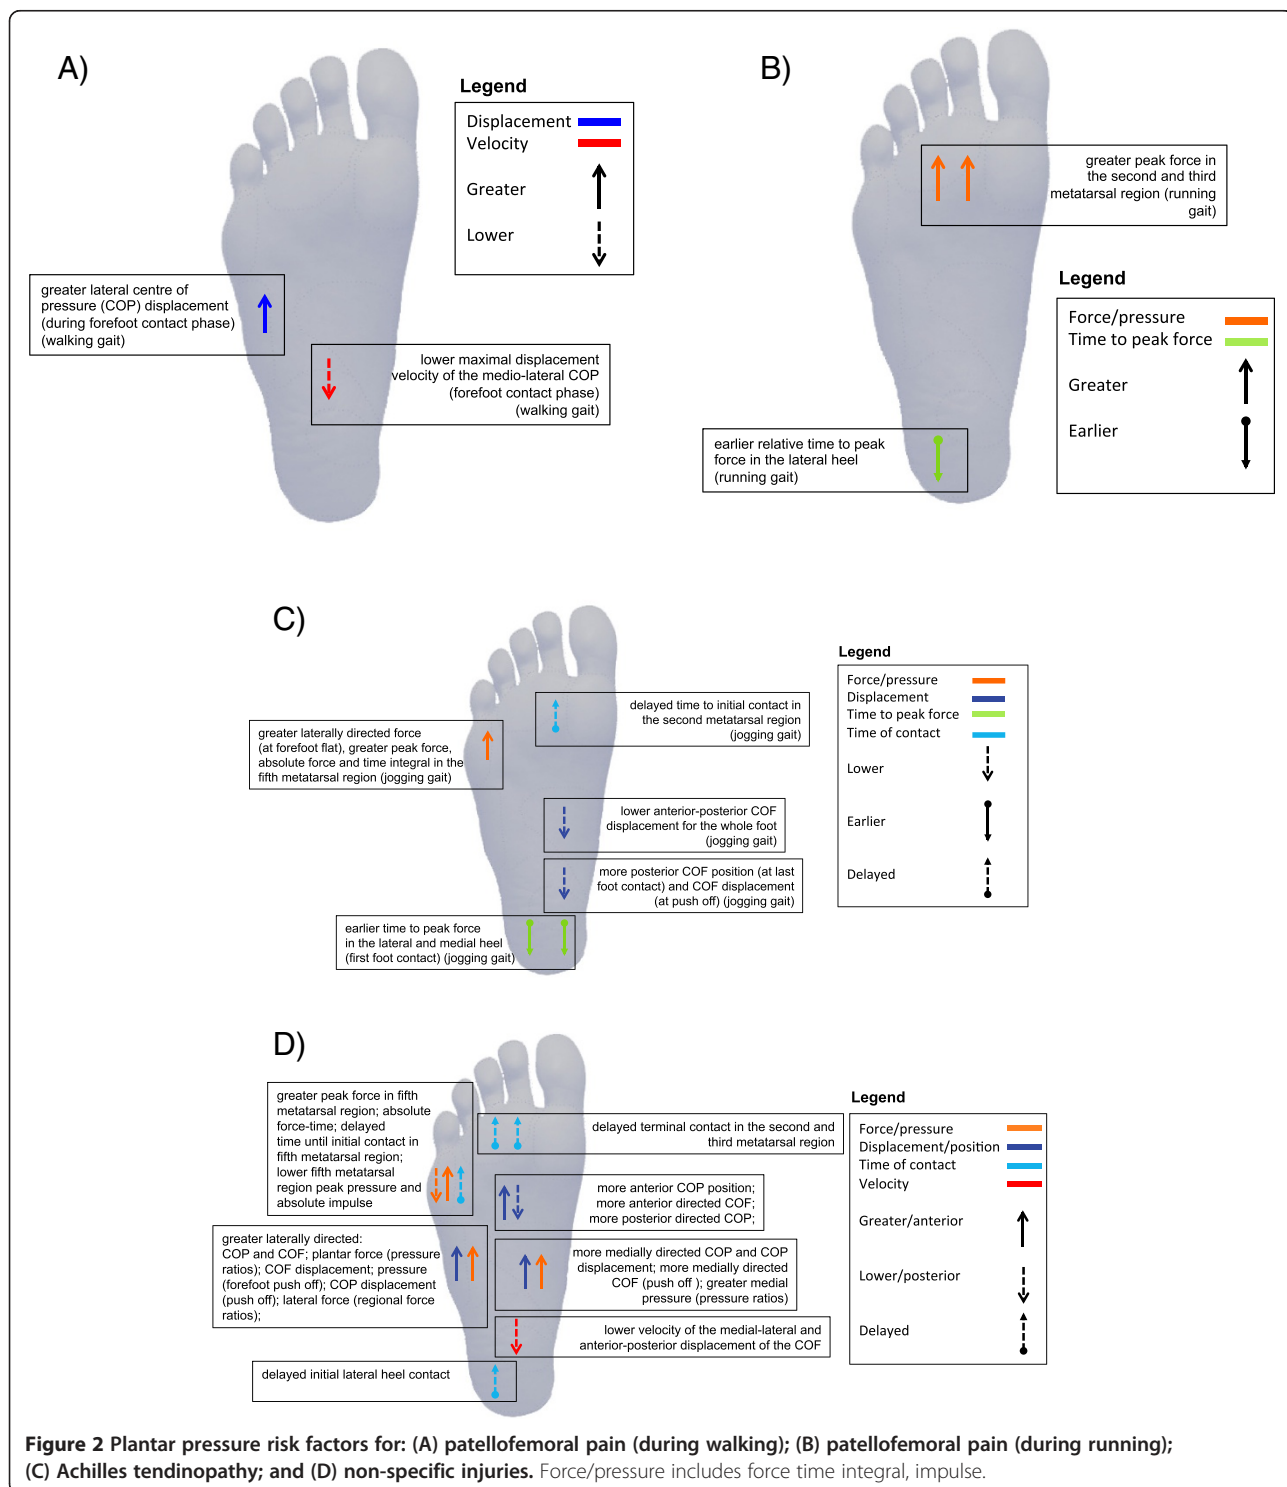 A)
Legend
Displacement
Velocity
Greater
Lower
greater lateral centre of
pressure (COP) displacement
(during forefoot contact phase)
(walking gait)
lower maximal displacement
velocity of the medio-lateral COP
(forefoot contact phase)
(walking gait)
B)
greater peak force in
the second and third
metatarsal region (running
gait)
Legend
Force/pressure
Time to peak force
Greater
Earlier
earlier relative time to peak
force in the lateral heel
(running gait)
C)
delayed time to initial contact in
the second metatarsal region
(jogging gait)
greater laterally directed force
(at forefoot flat), greater peak force,
absolute force and time integral in the
fifth metatarsal region (jogging gait)
lower anterior-posterior COF
displacement for the whole foot
(jogging gait)
more posterior COF position (at last
foot contact) and COF displacement
(at push off) (jogging gait)
earlier time to peak force
in the lateral and medial heel
(first foot contact) (jogging gait)
Legend
Force/pressure
Displacement
Time to peak force
Time of contact
Lower
Earlier
Delayed
D)
greater peak force in fifth
metatarsal region; absolute
force-time; delayed
time until initial contact in
fifth metatarsal region;
lower fifth metatarsal
region peak pressure and
absolute impulse
delayed terminal contact in the second and
third metatarsal region
more anterior COP position;
more anterior directed COF;
more posterior directed COP;
greater laterally directed:
COP and COF; plantar force (pressure
ratios); COF displacement; pressure
(forefoot push off); COP displacement
(push off); lateral force (regional force
ratios);
more medially directed COP and COP
displacement; more medially directed
COF (push off ); greater medial
pressure (pressure ratios)
lower velocity of the medial-lateral and
anterior-posterior displacement of the COF
delayed initial lateral heel contact
Legend
Force/pressure
Displacement/position
Time of contact
Velocity
Greater/anterior
Lower/posterior
Delayed
Figure 2 Plantar pressure risk factors for: (A) patellofemoral pain (during walking); (B) patellofemoral pain (during running);
(C) Achilles tendinopathy; and (D) non-specific injuries. Force/pressure includes force time integral, impulse.